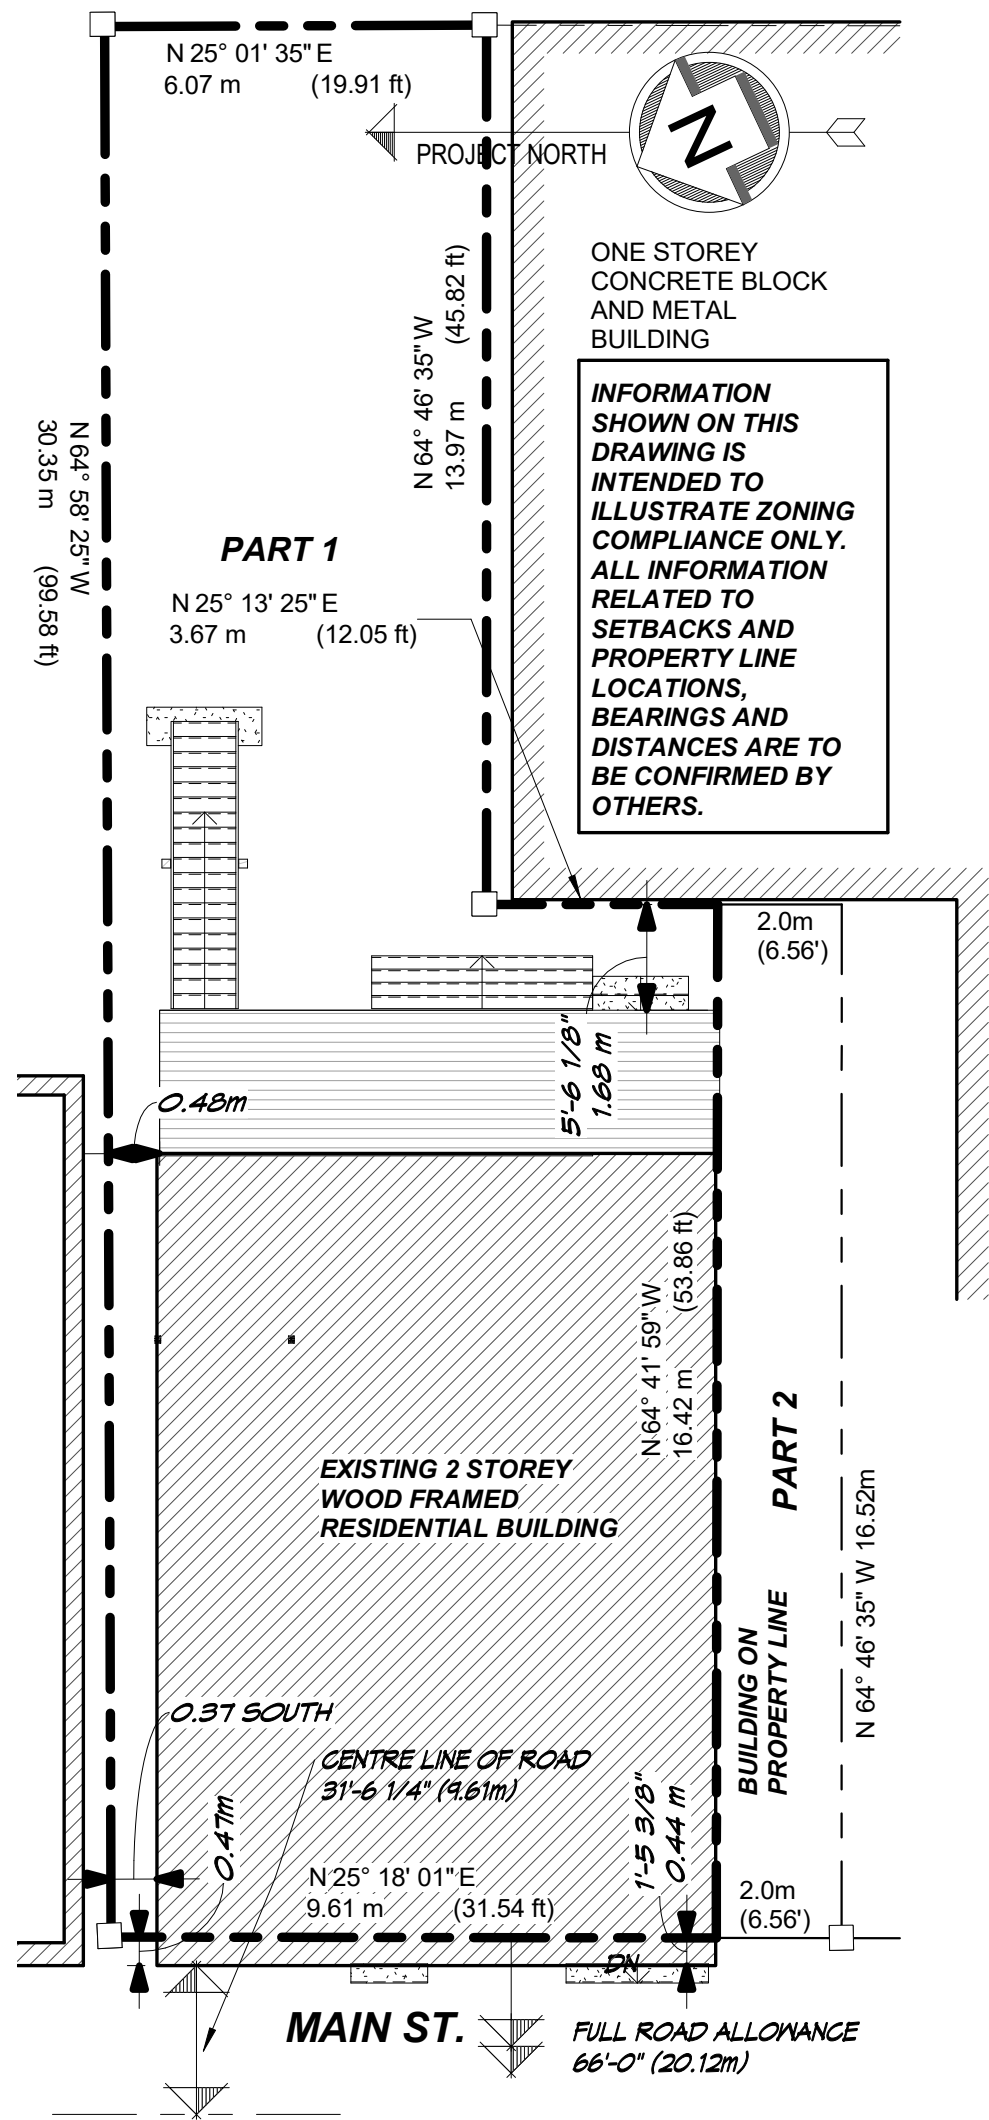 N 25° 01' 35" E
6.07 m (19.91 ft)
PROJECT NORTH
N
ONE STOREY
CONCRETE BLOCK
AND METAL
BUILDING
N 64° 46' 35" W
13.97 m (45.82 ft)
INFORMATION
SHOWN ON THIS
DRAWING IS
INTENDED TO
ILLUSTRATE ZONING
COMPLIANCE ONLY.
ALL INFORMATION
RELATED TO
SETBACKS AND
PROPERTY LINE
LOCATIONS,
BEARINGS AND
DISTANCES ARE TO
BE CONFIRMED BY
OTHERS.
N 64° 58' 25" W
30.35 m (99.58 ft)
PART 1
N 25° 13' 25" E
3.67 m (12.05 ft)
2.0m
(6.56')
5'-6 1/8"
1.68 m
0.48m
N 64° 41' 59" W
16.42 m (53.86 ft)
PART 2
EXISTING 2 STOREY
WOOD FRAMED
RESIDENTIAL BUILDING
N 64° 46' 35" W 16.52m
BUILDING ON
PROPERTY LINE
0.37 SOUTH
CENTRE LINE OF ROAD
31'-6 1/4" (9.61m)
0.47m
1'-5 3/8"
0.44 m
N 25° 18' 01" E
9.61 m (31.54 ft)
2.0m
(6.56')
DN
MAIN ST.
FULL ROAD ALLOWANCE
66'-0" (20.12m)